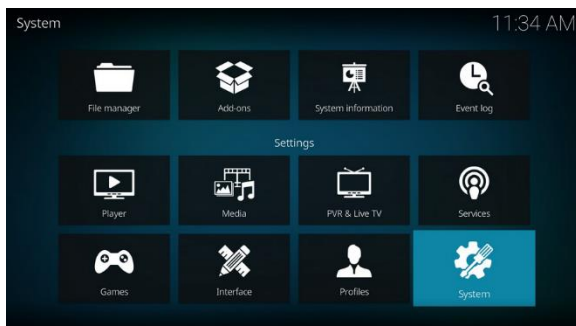 System
11:34 AM
File manager
Add-ons
System information
Event log
Settings
Player
Media
PVR & Live TV
Services
Games
Interface
Profiles
System